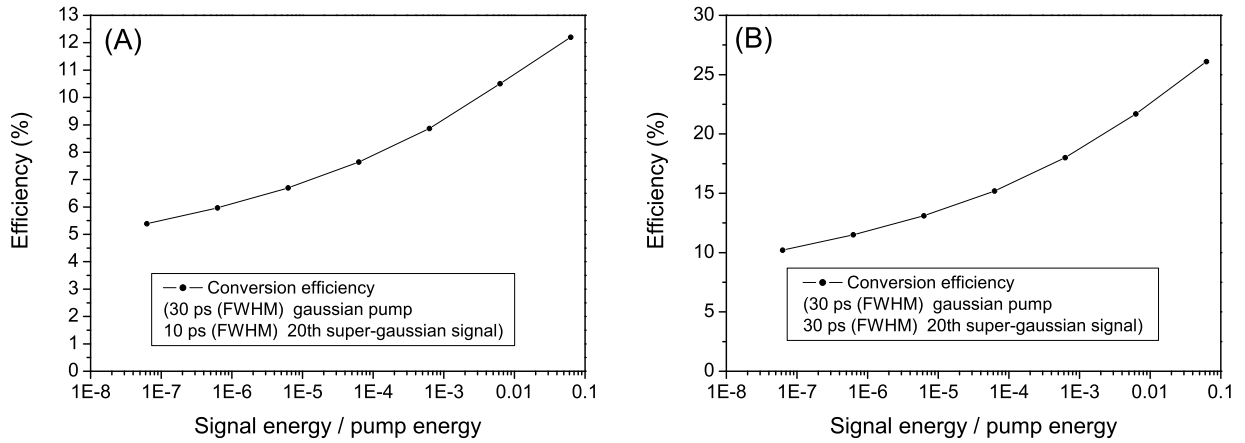 (A)
Efficiency (%)
13
12
11
10
9
8
7
6
5
4
3
2
1
0
Conversion efficiency
(30 ps (FWHM) gaussian pump
10 ps (FWHM) 20th super-gaussian signal)
1E-8 1E-7 1E-6 1E-5 1E-4 1E-3 0.01 0.1
Signal energy / pump energy
(B)
Efficiency (%)
30
25
20
15
10
5
0
Conversion efficiency
(30 ps (FWHM) gaussian pump
30 ps (FWHM) 20th super-gaussian signal)
1E-8 1E-7 1E-6 1E-5 1E-4 1E-3 0.01 0.1
Signal energy / pump energy